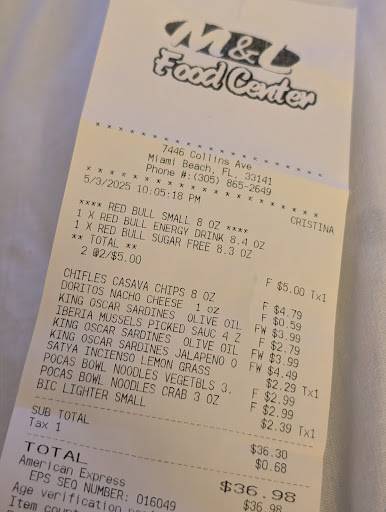 M&L
Food Center
* * * * * * * * * * * * * * * * * * * *
7446 Collins Ave
Miami Beach, FL, 33141
Phone #:(305) 865-2649
* * * * * * * * * * * * * * * * * * * *
5/3/2025 10:05:18 PM CRISTINA
**** RED BULL SMALL 8 OZ ****
1 X RED BULL ENERGY DRINK 8.4 OZ
1 X RED BULL SUGAR FREE 8.3 OZ
** TOTAL **
2 @2/$5.00 F $5.00 Tx1
CHIFLES CASAVA CHIPS 8 OZ F $4.79
DORITOS NACHO CHEESE 1 oz F $0.59
KING OSCAR SARDINES OLIVE OIL FW $3.99
IBERIA MUSSELS PICKED SAUC 4 Z F $2.79
KING OSCAR SARDINES OLIVE OIL FW $3.99
KING OSCAR SARDINES JALAPENO O FW $4.49
SATYA INCIENSO LEMON GRASS $2.29 Tx1
POCAS BOWL NOODLES VEGETBLS 3. F $2.99
POCAS BOWL NOODLES CRAB 3 OZ F $2.99
BIC LIGHTER SMALL $2.39 Tx1
SUB TOTAL $36.30
Tax 1 $0.68
TOTAL $36.98
American Express $36.98
EPS SEQ NUMBER: 016049
Age verification
Item